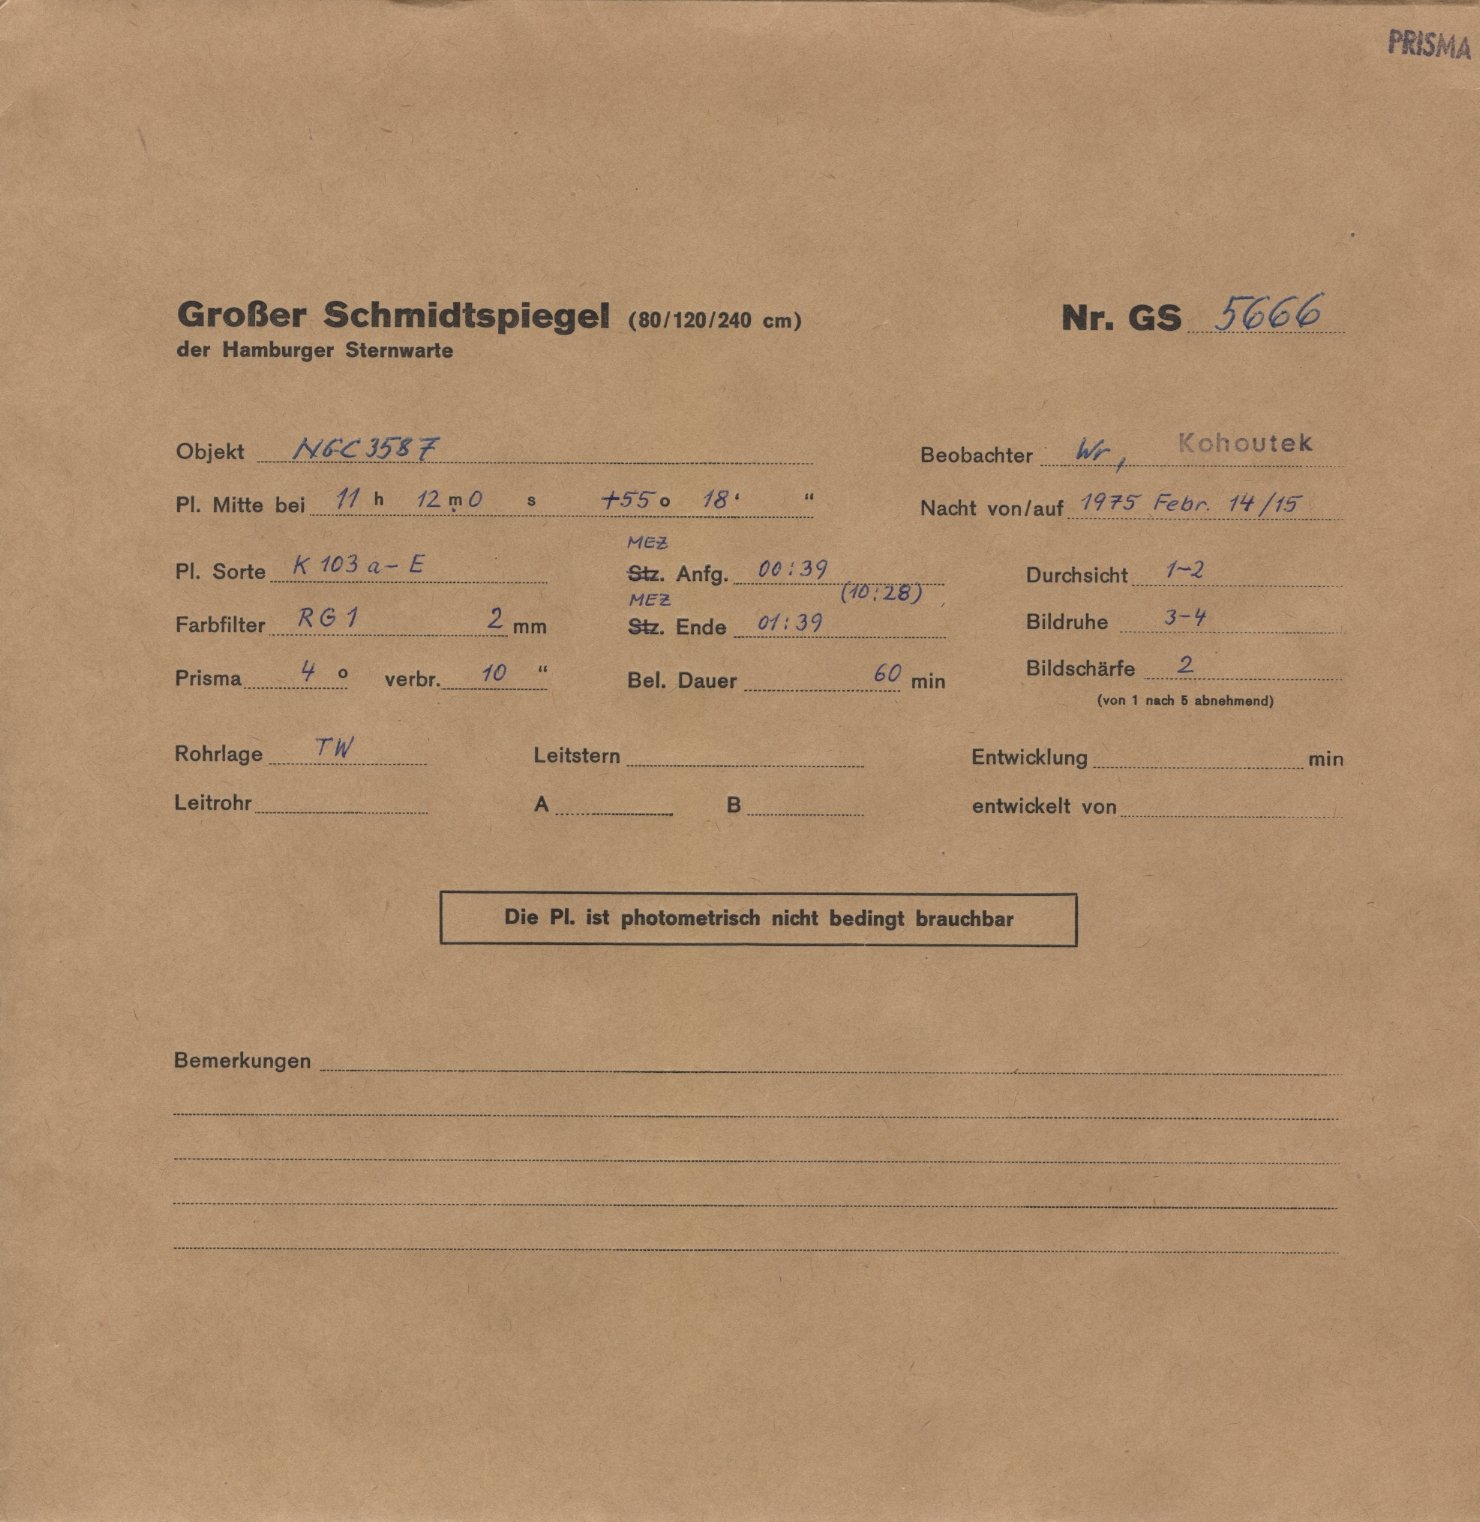 PRISMA
Großer Schmidtspiegel (80/120/240 cm) Nr. GS 5666
der Hamburger Sternwarte
Objekt NGC 3587 Beobachter Wr, Kohoutek
Pl. Mitte bei 11 h 12 m.0 s +55 o 18 ‘ “ Nacht von/auf 1975 Febr. 14/15
MEZ
Pl. Sorte K 103 a-E Stz. Anfg. 00:39 Durchsicht 1-2
MEZ (10:28)
Farbfilter RG1 2 mm Stz. Ende 01:39 Bildruhe 3-4
Prisma 4 o verbr. 10 “ Bel. Dauer 60 min Bildschärfe 2
(von 1 nach 5 abnehmend)
Rohrlage TW Leitstern Entwicklung min
Leitrohr A B entwickelt von
Die Pl. ist photometrisch nicht bedingt brauchbar
Bemerkungen